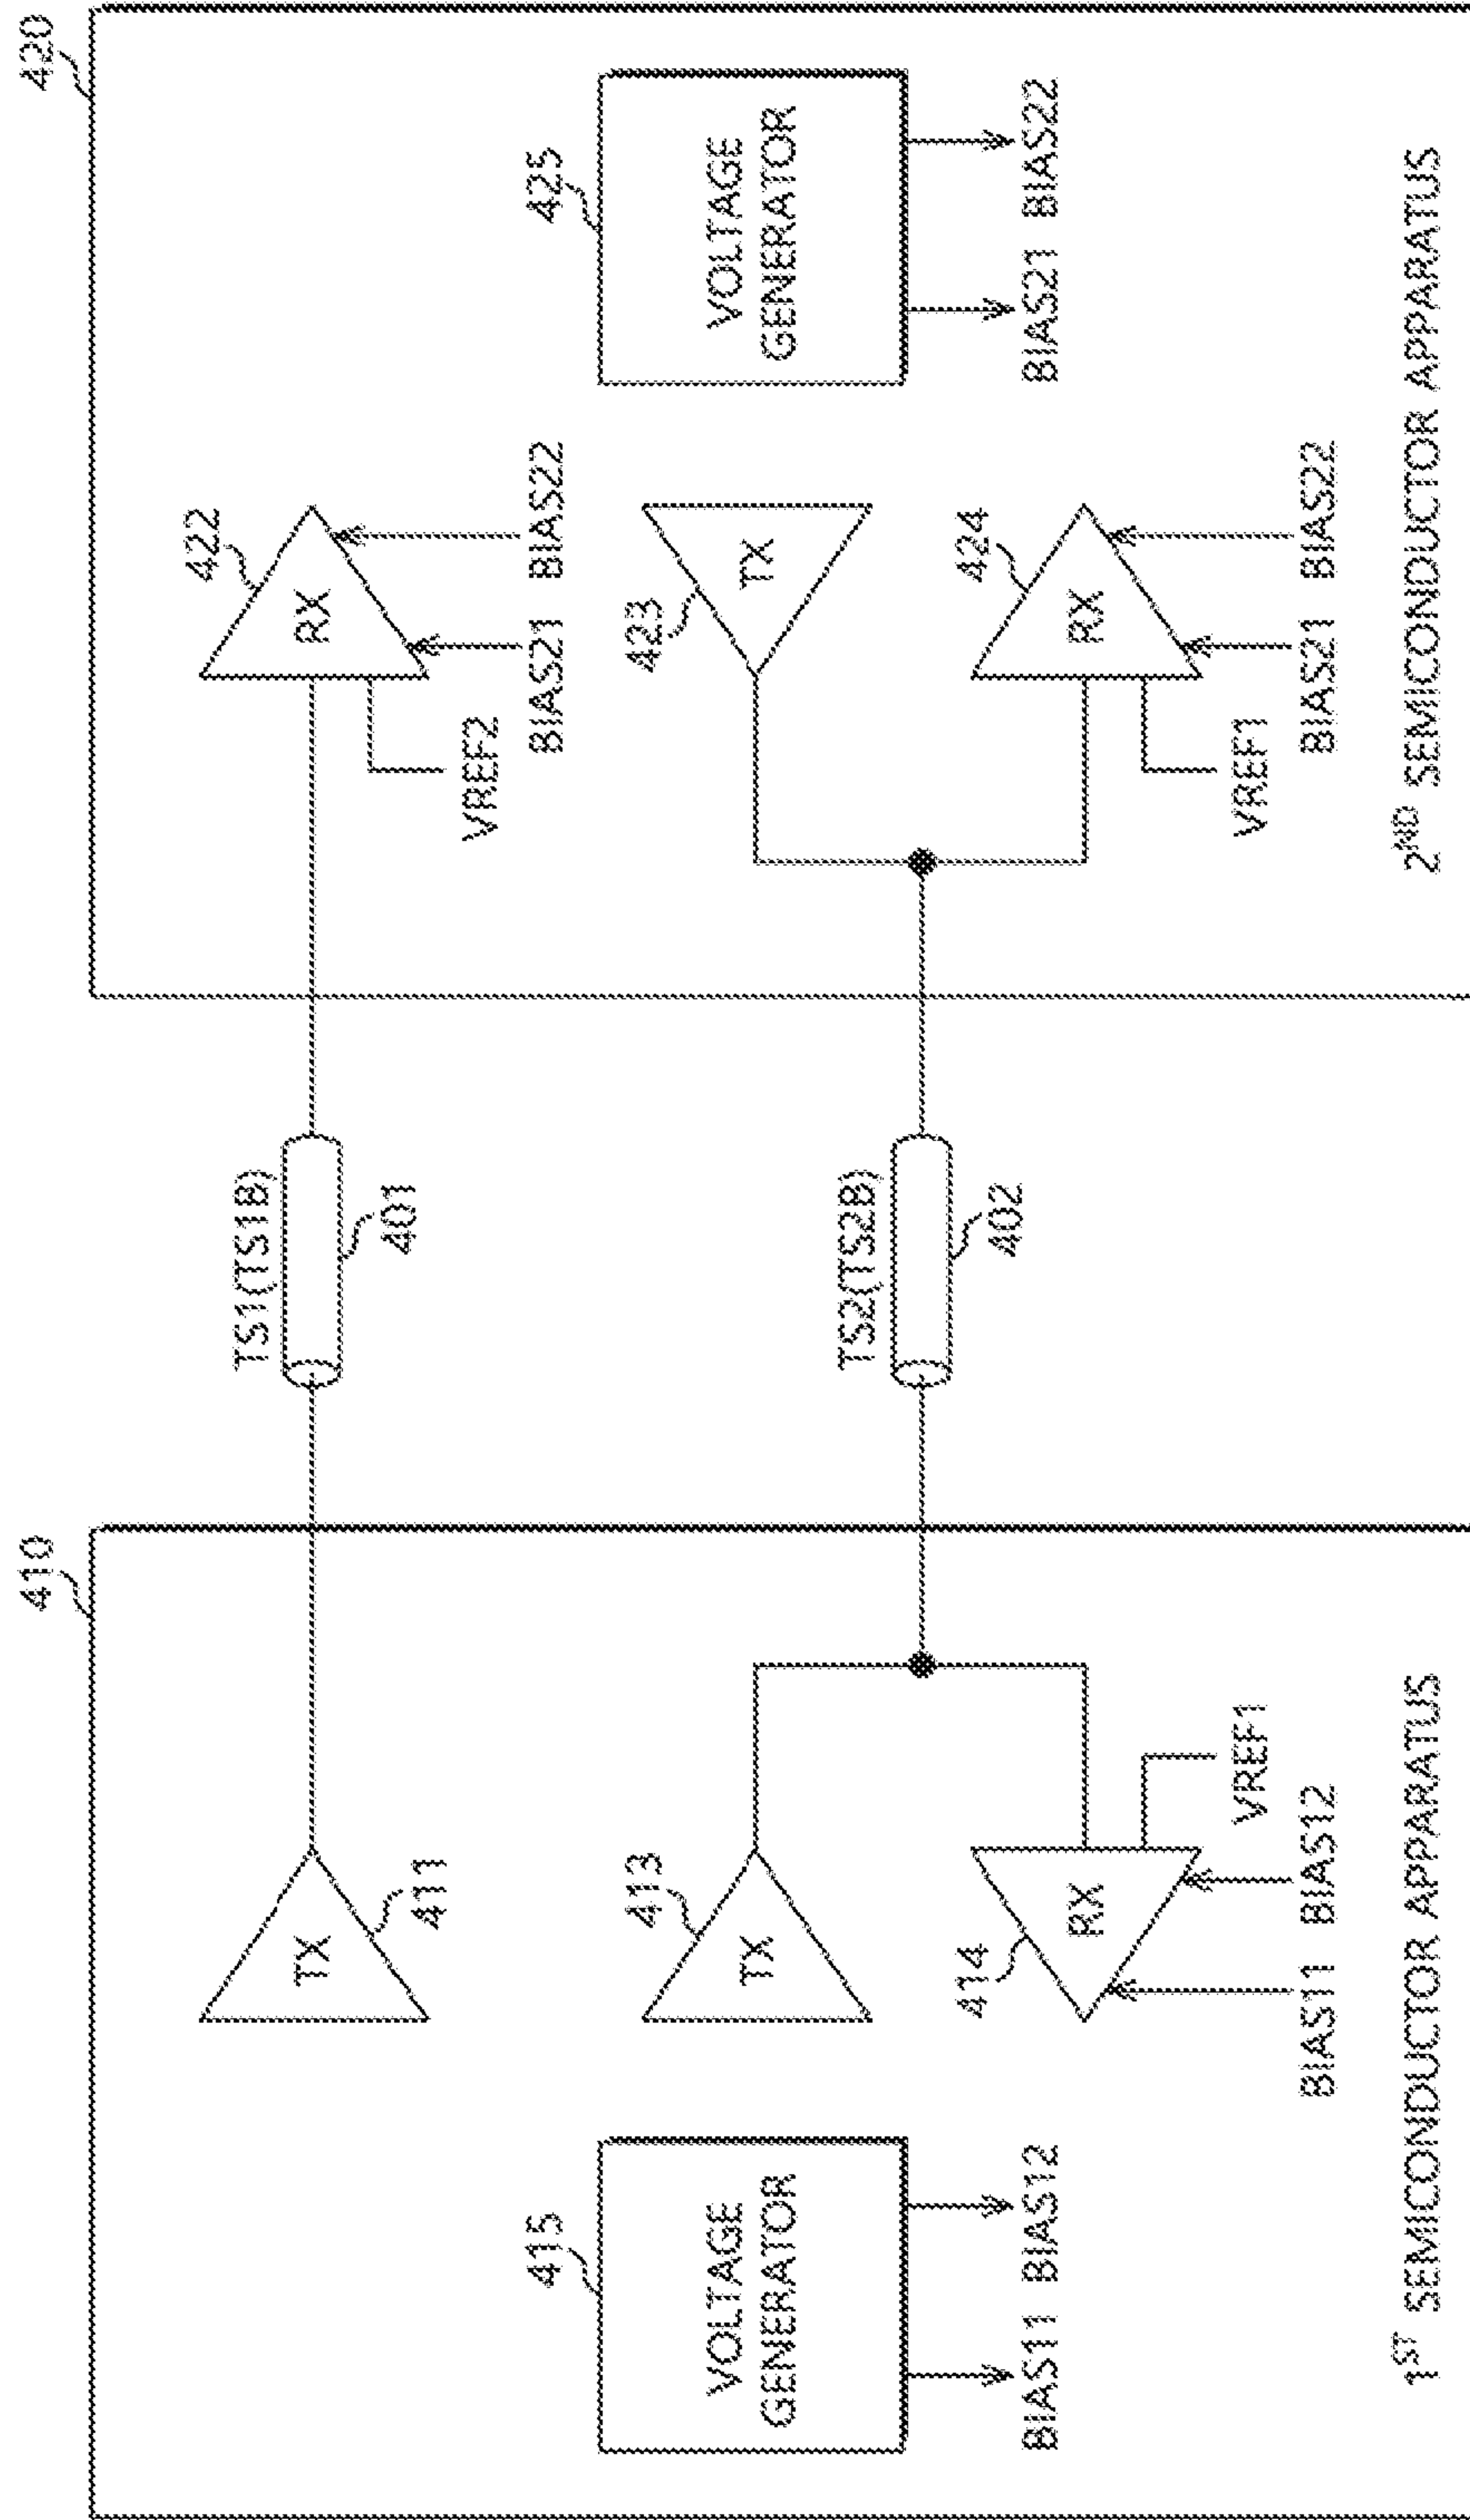 410
420
TX
411
TS1(TS1B)
401
RX
422
VREF2
BIAS21 BIAS22
415
VOLTAGE
GENERATOR
BIAS11 BIAS12
TX
413
TX
423
425
VOLTAGE
GENERATOR
BIAS21 BIAS22
TS2(TS2B)
402
RX
414
VREF1
BIAS11 BIAS12
RX
424
VREF1
BIAS21 BIAS22
1ST SEMICONDUCTOR APPARATUS
2ND SEMICONDUCTOR APPARATUS